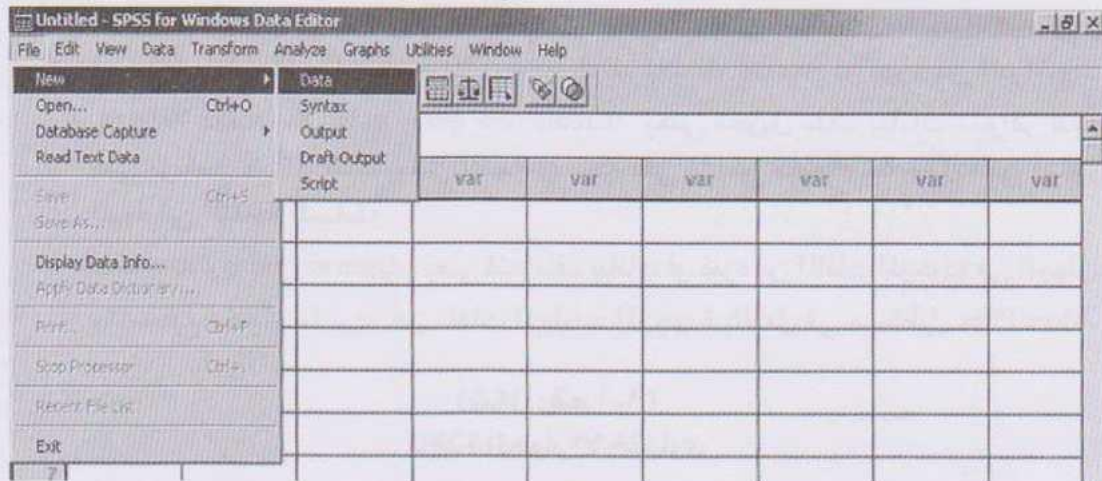 Untitled - SPSS for Windows Data Editor
File Edit View Data Transform Analyze Graphs Utilities Window Help
New
Open... Ctrl+O
Database Capture
Read Text Data
Save Ctrl+S
Save As...
Display Data Info...
Apply Data Dictionary...
Print... Ctrl+P
Stop Processor Ctrl+.
Recent File List
Exit
Data
Syntax
Output
Draft Output
Script
var var var var var var
7